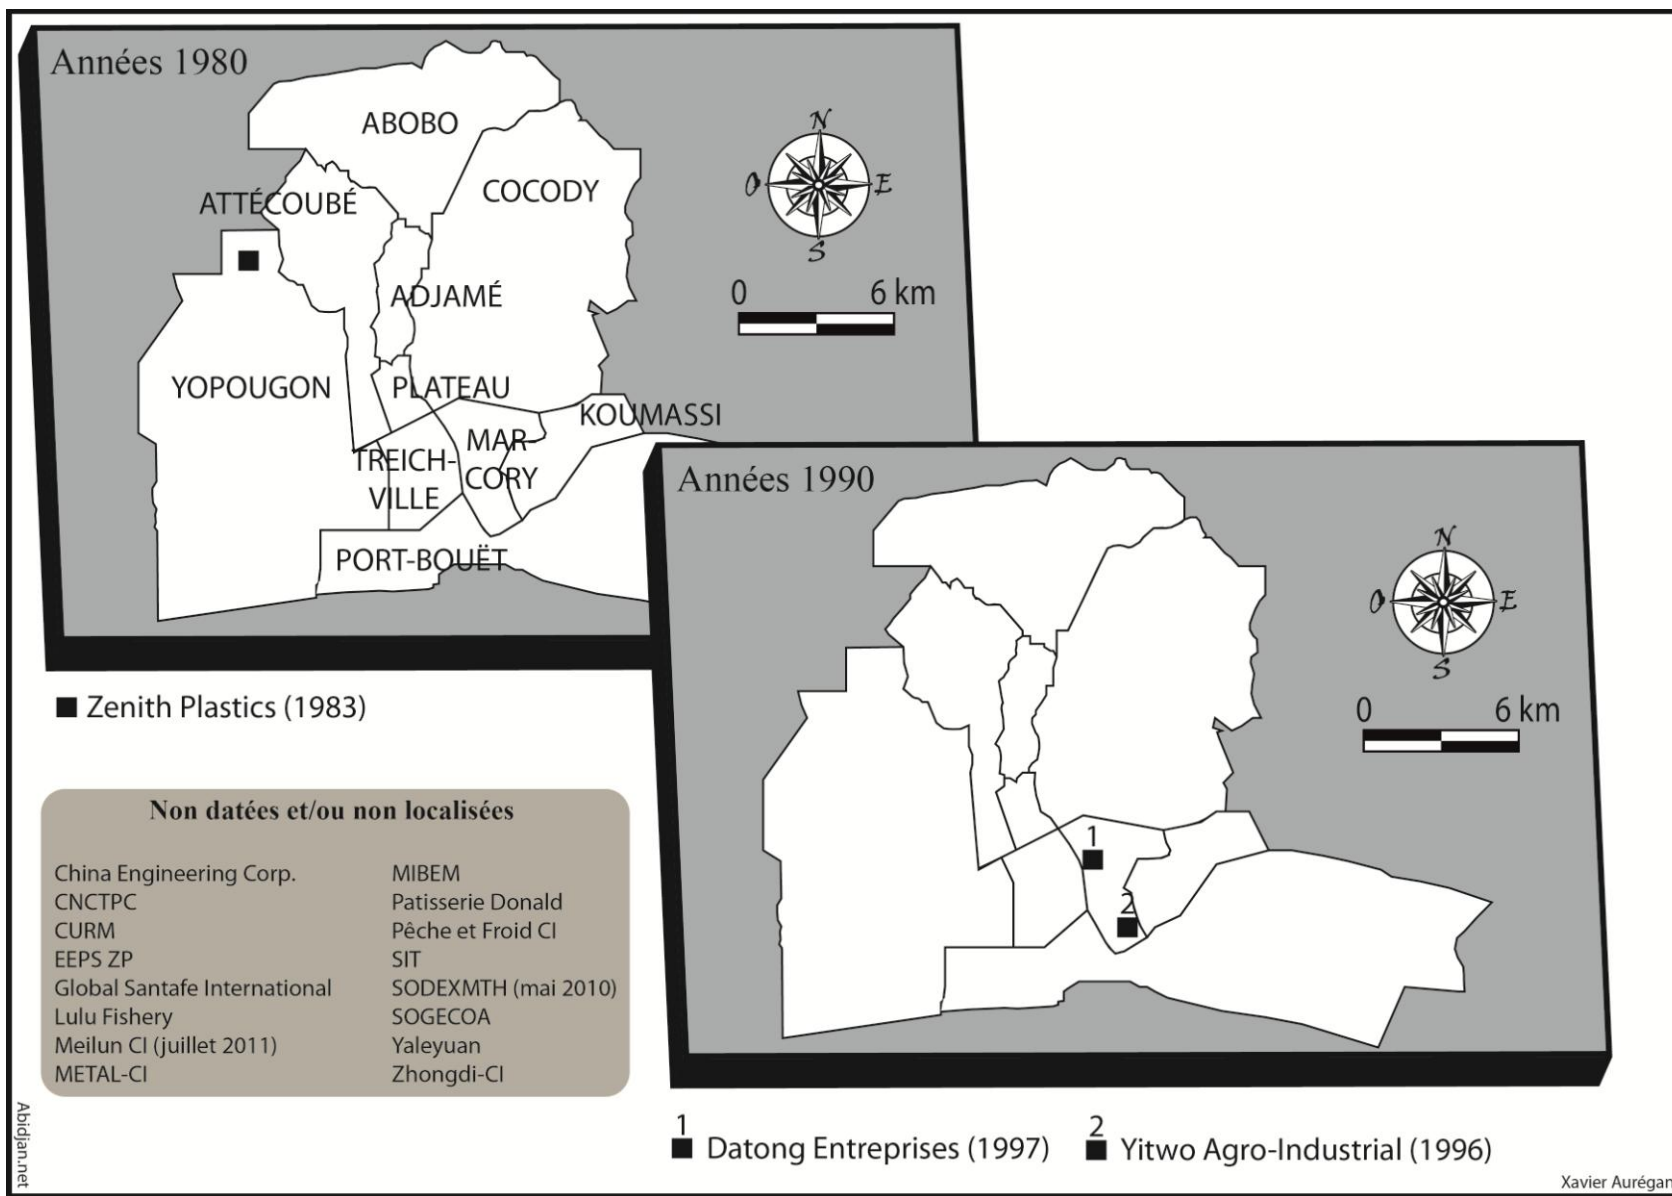 Années 1980
ABOBO
COCODY
ATTÉCOUBÉ
ADJAMÉ
YOPOUGON
PLATEAU
KOUMASSI
MAR-
CORY
TREICH-
VILLE
PORT-BOUËT
N
O
E
S
0 6 km
Zenith Plastics (1983)
Années 1990
N
O
E
S
0 6 km
1
2
Non datées et/ou non localisées
China Engineering Corp.
CNCTPC
CURM
EEPS ZP
Global Santafe International
Lulu Fishery
Meilun CI (juillet 2011)
METAL-CI
MIBEM
Patisserie Donald
Pêche et Froid CI
SIT
SODEXMTH (mai 2010)
SOGECOA
Yaleyuan
Zhongdi-CI
1 Datong Entreprises (1997)
2 Yitwo Agro-Industrial (1996)
Abidjan.net
Xavier Aurégan